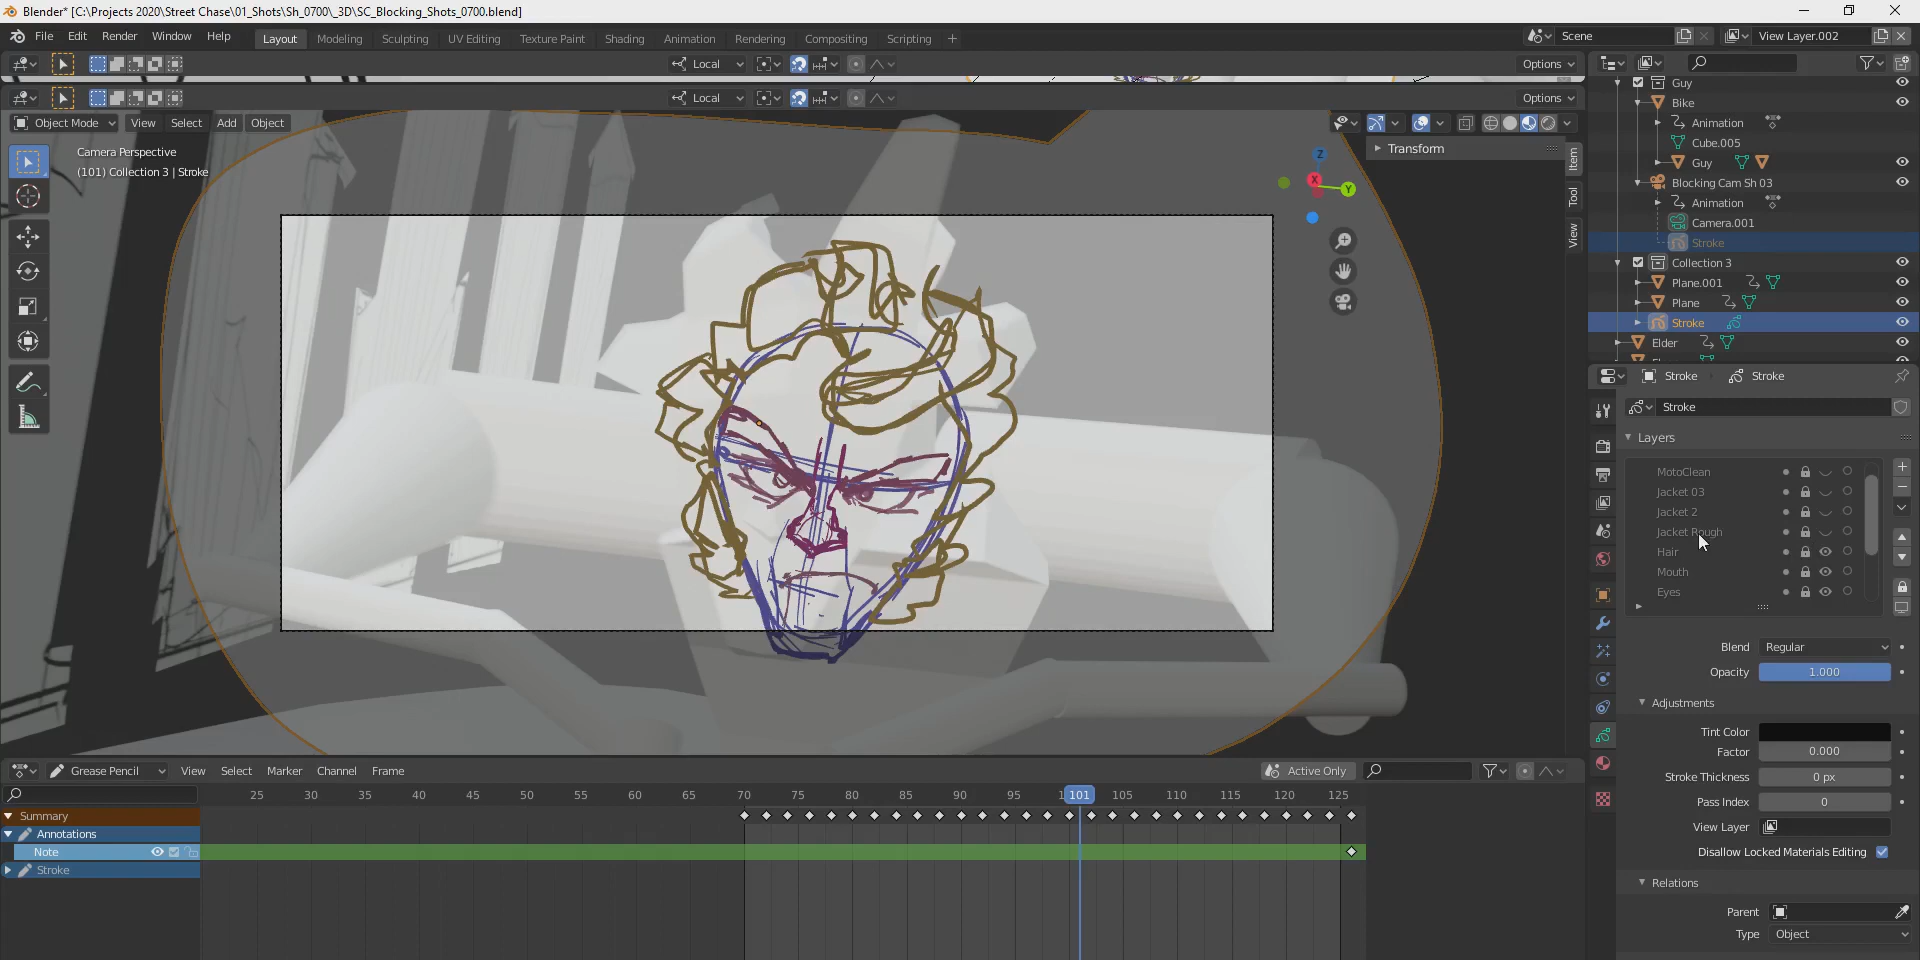 Blender* [C:\Projects 2020\Street Chase\01_Shots\Sh_0700\_3D\SC_Blocking_Shots_0700.blend]
File Edit Render Window Help Layout Modeling Sculpting UV Editing Texture Paint Shading Animation Rendering Compositing Scripting + Scene View Layer.002
Local Options
Local Options
Object Mode View Select Add Object
Camera Perspective
(101) Collection 3 | Stroke
Z
X
Y
Transform
Item
Tool
View
Guy
Bike
Animation
Cube.005
Guy
Blocking Cam Sh 03
Animation
Camera.001
Stroke
Collection 3
Plane.001
Plane
Stroke
Elder
Stroke Stroke
Stroke
Layers
MotoClean
Jacket 03
Jacket 2
Jacket Rough
Hair
Mouth
Eyes
Blend Regular
Opacity 1.000
Adjustments
Tint Color
Factor 0.000
Stroke Thickness 0 px
Pass Index 0
View Layer
Disallow Locked Materials Editing
Relations
Parent
Type Object
Grease Pencil View Select Marker Channel Frame Active Only
25 30 35 40 45 50 55 60 65 70 75 80 85 90 95 101 105 110 115 120 125
Summary
Annotations
Note
Stroke